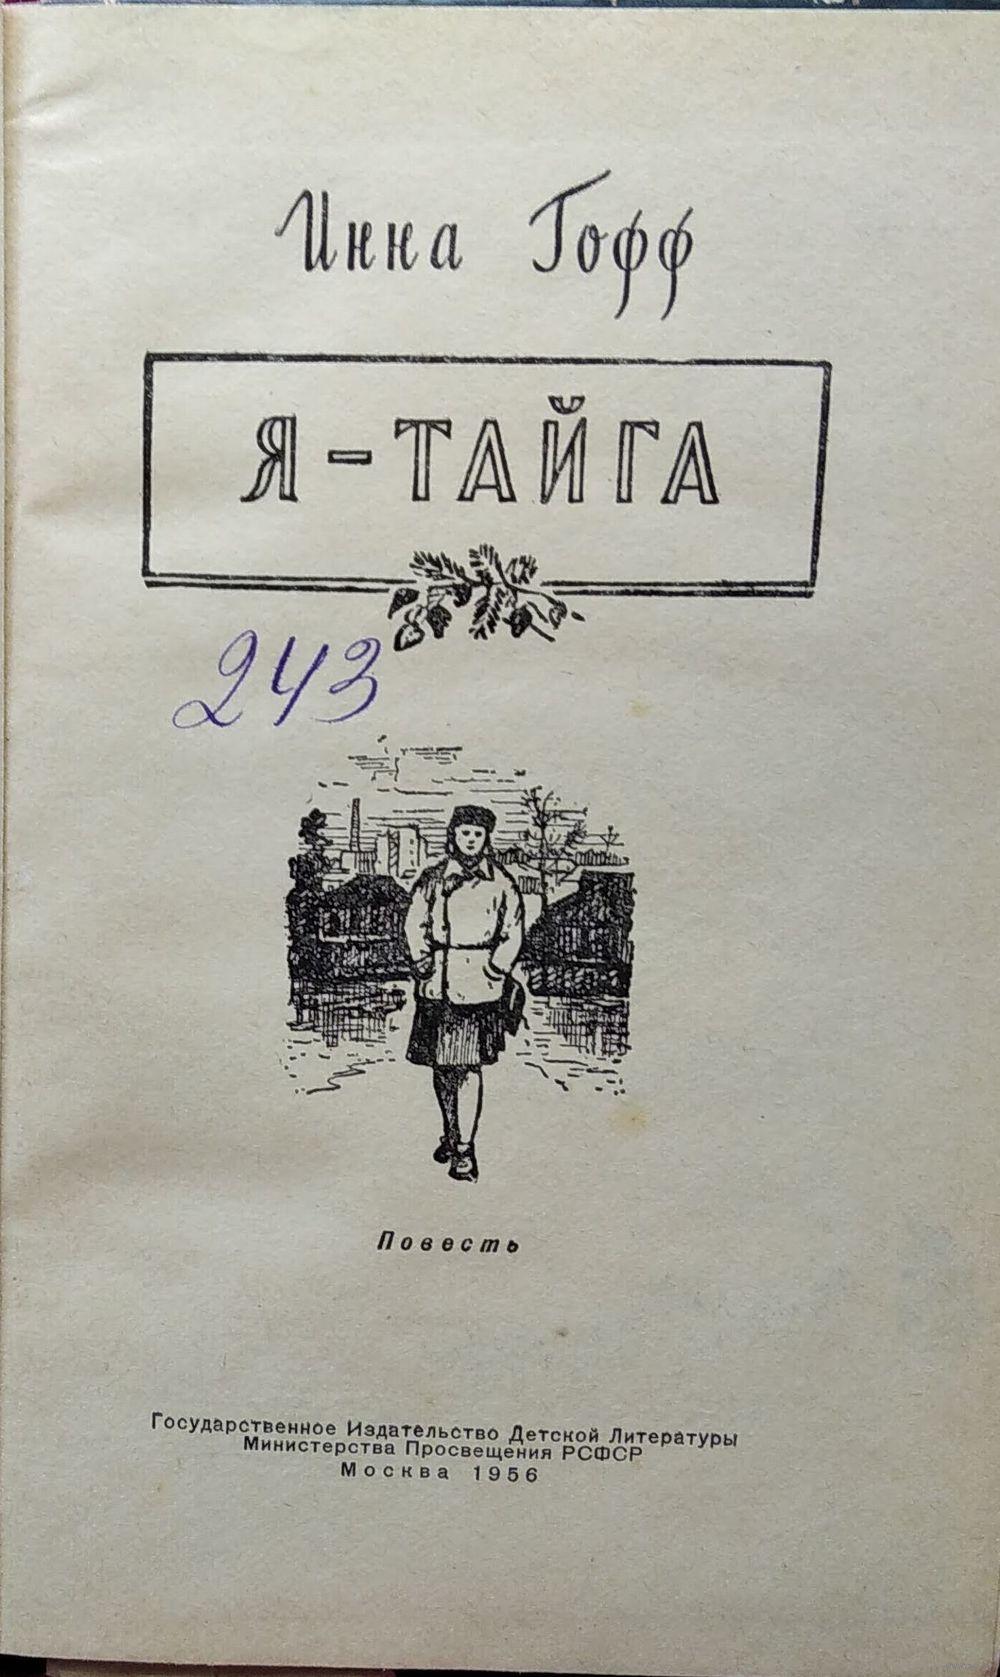 Инна Гофф
Я-ТАЙГА
243
Повесть
Государственное Издательство Детской Литературы
Министерства Просвещения РСФСР
Москва 1956